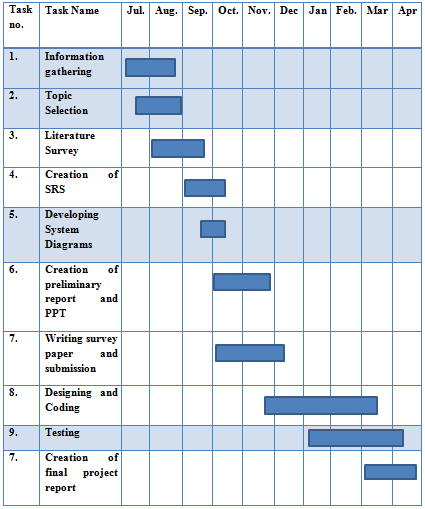 Task no. Task Name Jul. Aug. Sep. Oct. Nov. Dec Jan Feb. Mar Apr
1. Information
gathering
2. Topic
Selection
3. Literature
Survey
4. Creation of
SRS
5. Developing
System
Diagrams
6. Creation of
preliminary
report and
PPT
7. Writing survey
paper and
submission
8. Designing and
Coding
9. Testing
7. Creation of
final project
report